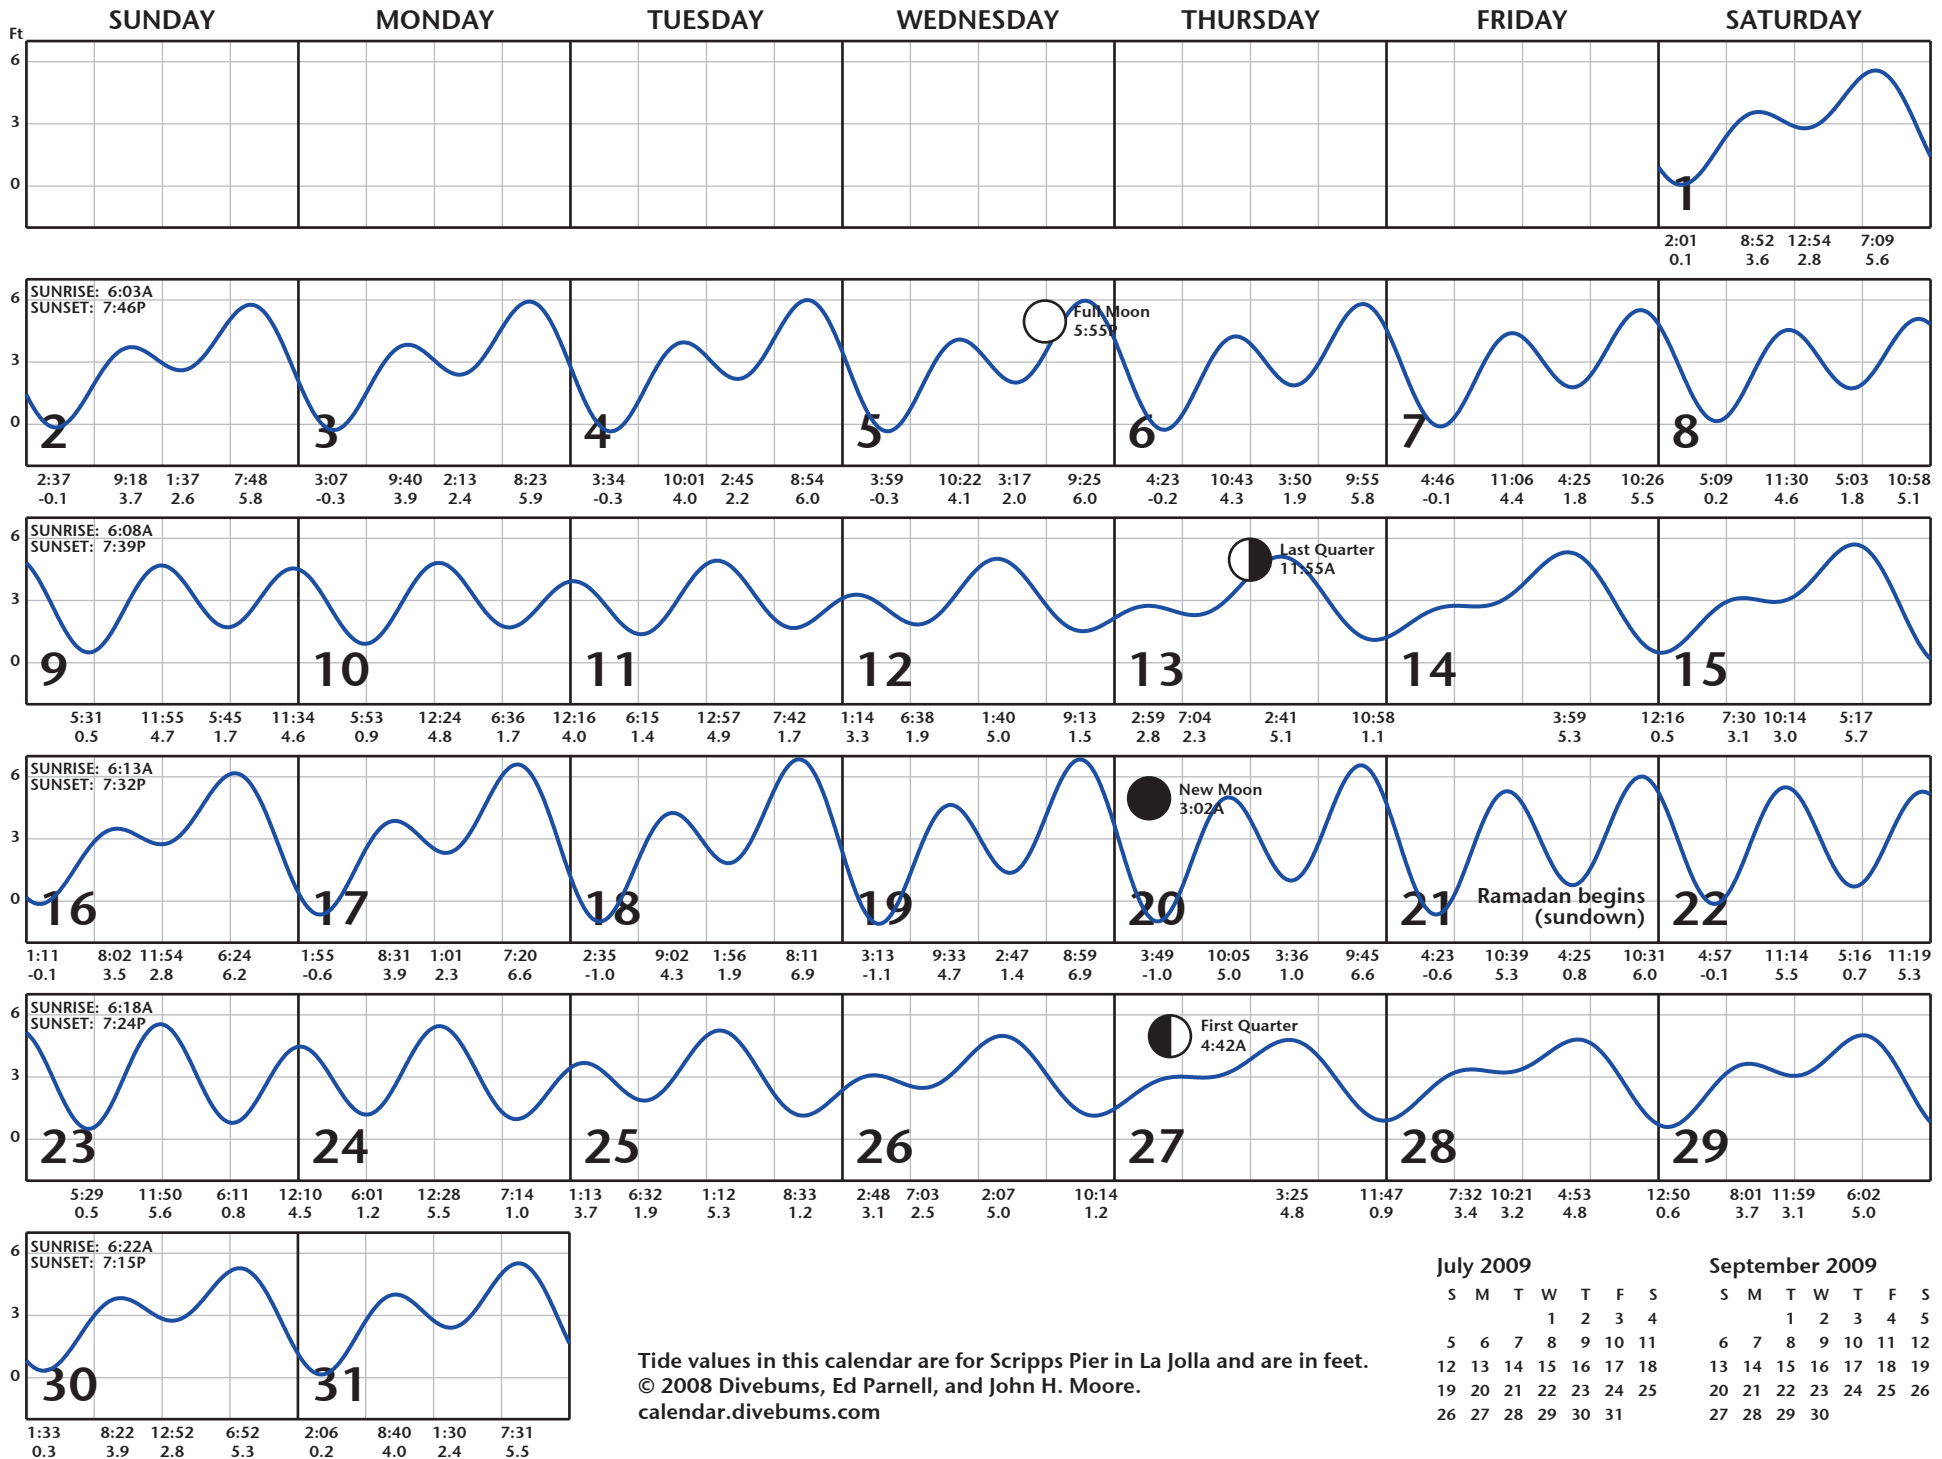 SUNDAY MONDAY TUESDAY WEDNESDAY THURSDAY FRIDAY SATURDAY
Ft
6
3
0
1
2:01 8:52 12:54 7:09
0.1 3.6 2.8 5.6
SUNRISE: 6:03A
SUNSET: 7:46P
Full Moon
5:55P
6
3
0
2 3 4 5 6 7 8
2:37 9:18 1:37 7:48 3:07 9:40 2:13 8:23 3:34 10:01 2:45 8:54 3:59 10:22 3:17 9:25 4:23 10:43 3:50 9:55 4:46 11:06 4:25 10:26 5:09 11:30 5:03 10:58
-0.1 3.7 2.6 5.8 -0.3 3.9 2.4 5.9 -0.3 4.0 2.2 6.0 -0.3 4.1 2.0 6.0 -0.2 4.3 1.9 5.8 -0.1 4.4 1.8 5.5 0.2 4.6 1.8 5.1
SUNRISE: 6:08A
SUNSET: 7:39P
Last Quarter
11:55A
6
3
0
9 10 11 12 13 14 15
5:31 11:55 5:45 11:34 5:53 12:24 6:36 12:16 6:15 12:57 7:42 1:14 6:38 1:40 9:13 2:59 7:04 2:41 10:58 3:59 12:16 7:30 10:14 5:17
0.5 4.7 1.7 4.6 0.9 4.8 1.7 4.0 1.4 4.9 1.7 3.3 1.9 5.0 1.5 2.8 2.3 5.1 1.1 5.3 0.5 3.1 3.0 5.7
SUNRISE: 6:13A
SUNSET: 7:32P
New Moon
3:02A
6
3
0
16 17 18 19 20 21 22
Ramadan begins
(sundown)
1:11 8:02 11:54 6:24 1:55 8:31 1:01 7:20 2:35 9:02 1:56 8:11 3:13 9:33 2:47 8:59 3:49 10:05 3:36 9:45 4:23 10:39 4:25 10:31 4:57 11:14 5:16 11:19
-0.1 3.5 2.8 6.2 -0.6 3.9 2.3 6.6 -1.0 4.3 1.9 6.9 -1.1 4.7 1.4 6.9 -1.0 5.0 1.0 6.6 -0.6 5.3 0.8 6.0 -0.1 5.5 0.7 5.3
SUNRISE: 6:18A
SUNSET: 7:24P
First Quarter
4:42A
6
3
0
23 24 25 26 27 28 29
5:29 11:50 6:11 12:10 6:01 12:28 7:14 1:13 6:32 1:12 8:33 2:48 7:03 2:07 10:14 3:25 11:47 7:32 10:21 4:53 12:50 8:01 11:59 6:02
0.5 5.6 0.8 4.5 1.2 5.5 1.0 3.7 1.9 5.3 1.2 3.1 2.5 5.0 1.2 4.8 0.9 3.4 3.2 4.8 0.6 3.7 3.1 5.0
SUNRISE: 6:22A
SUNSET: 7:15P
6
3
0
30 31
1:33 8:22 12:52 6:52 2:06 8:40 1:30 7:31
0.3 3.9 2.8 5.3 0.2 4.0 2.4 5.5
Tide values in this calendar are for Scripps Pier in La Jolla and are in feet.
© 2008 Divebums, Ed Parnell, and John H. Moore.
calendar.divebums.com
July 2009
S M T W T F S
1 2 3 4
5 6 7 8 9 10 11
12 13 14 15 16 17 18
19 20 21 22 23 24 25
26 27 28 29 30 31
September 2009
S M T W T F S
1 2 3 4 5
6 7 8 9 10 11 12
13 14 15 16 17 18 19
20 21 22 23 24 25 26
27 28 29 30